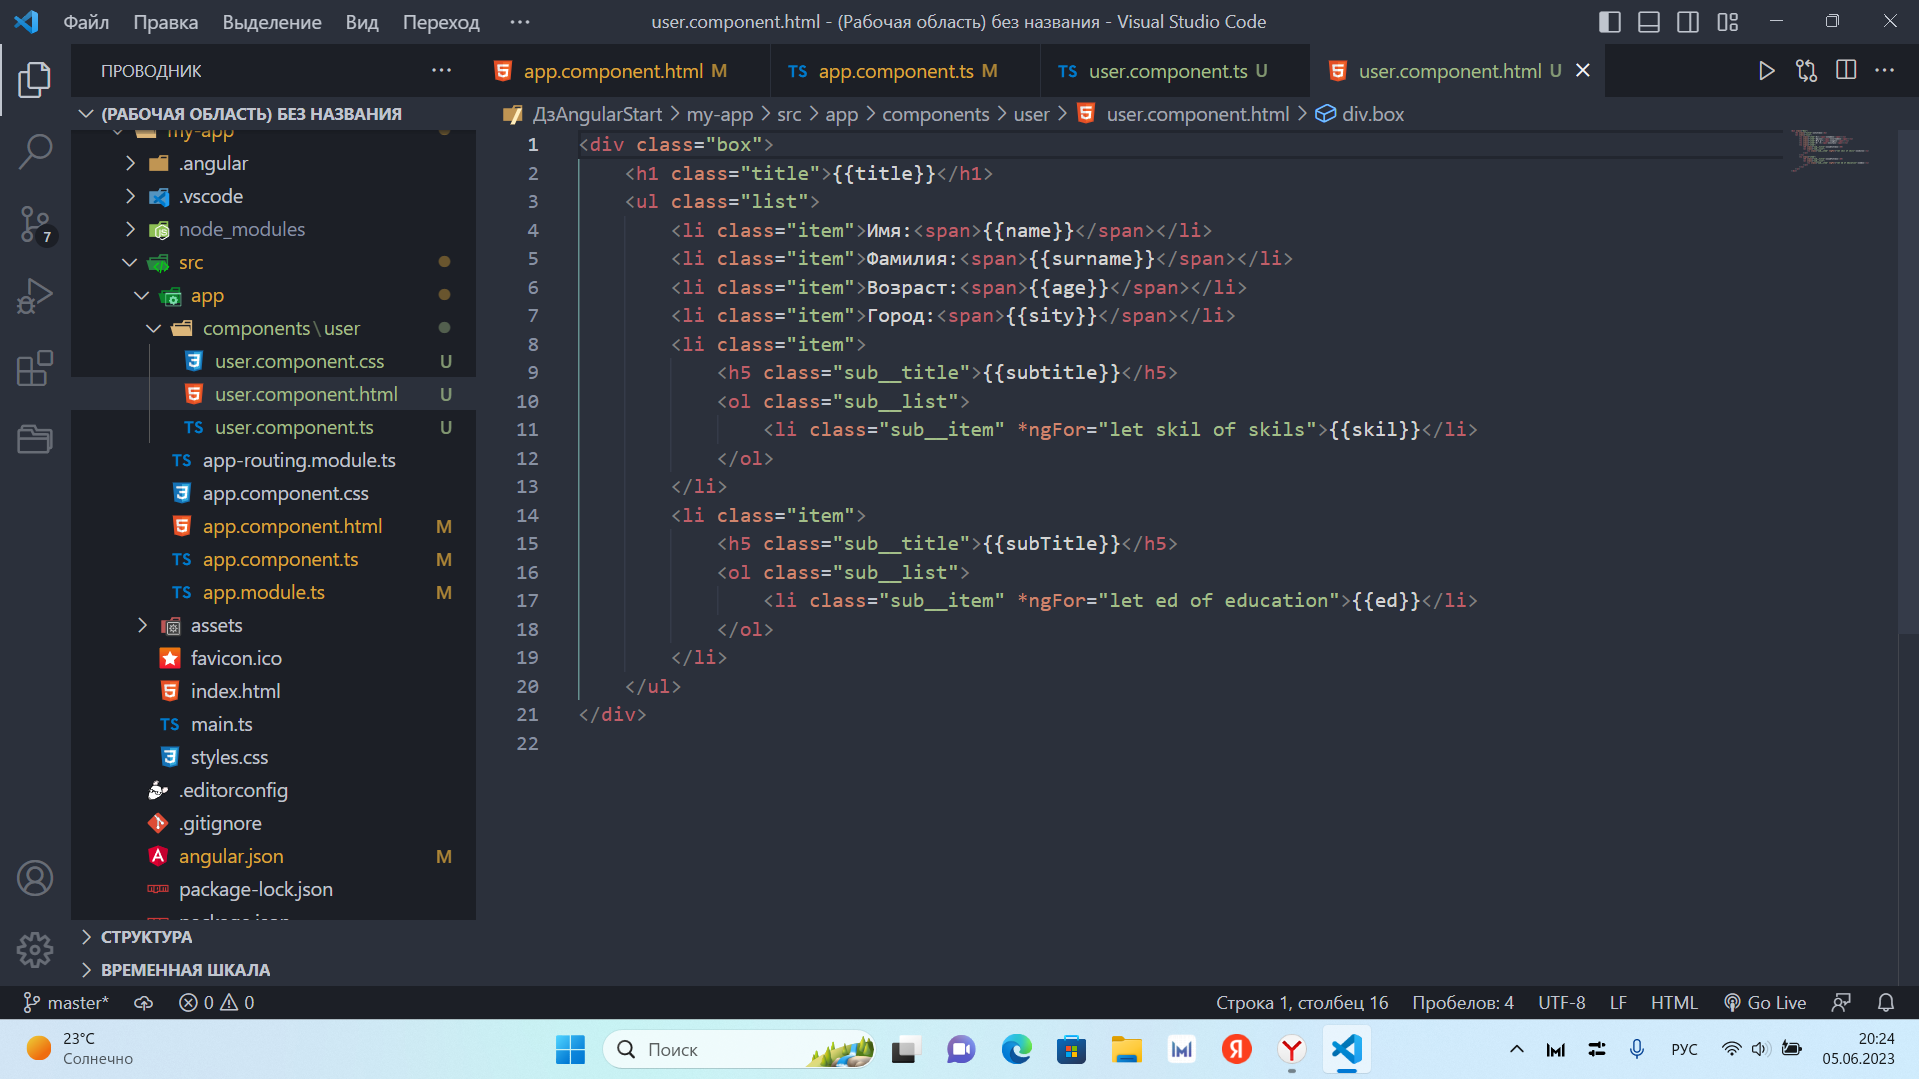 Файл Правка Выделение Вид Переход ··· user.component.html - (Рабочая область) без названия - Visual Studio Code
ПРОВОДНИК ···
app.component.html M
TS app.component.ts M
TS user.component.ts U
user.component.html U
(РАБОЧАЯ ОБЛАСТЬ) БЕЗ НАЗВАНИЯ
ДзAngularStart > my-app > src > app > components > user > user.component.html > div.box
my-app
.angular
.vscode
node_modules
7
src
app
components\user
user.component.css U
user.component.html U
TS user.component.ts U
TS app-routing.module.ts
app.component.css
app.component.html M
TS app.component.ts M
TS app.module.ts M
assets
favicon.ico
index.html
TS main.ts
styles.css
.editorconfig
.gitignore
angular.json M
package-lock.json
package.json
СТРУКТУРА
ВРЕМЕННАЯ ШКАЛА
1 <div class="box">
2 <h1 class="title">{{title}}</h1>
3 <ul class="list">
4 <li class="item">Имя:<span>{{name}}</span></li>
5 <li class="item">Фамилия:<span>{{surname}}</span></li>
6 <li class="item">Возраст:<span>{{age}}</span></li>
7 <li class="item">Город:<span>{{sity}}</span></li>
8 <li class="item">
9 <h5 class="sub__title">{{subtitle}}</h5>
10 <ol class="sub__list">
11 <li class="sub__item" *ngFor="let skil of skils">{{skil}}</li>
12 </ol>
13 </li>
14 <li class="item">
15 <h5 class="sub__title">{{subTitle}}</h5>
16 <ol class="sub__list">
17 <li class="sub__item" *ngFor="let ed of education">{{ed}}</li>
18 </ol>
19 </li>
20 </ul>
21 </div>
22
master* 0 0 Строка 1, столбец 16 Пробелов: 4 UTF-8 LF HTML Go Live
23°C
Солнечно
Поиск
РУС
20:24
05.06.2023